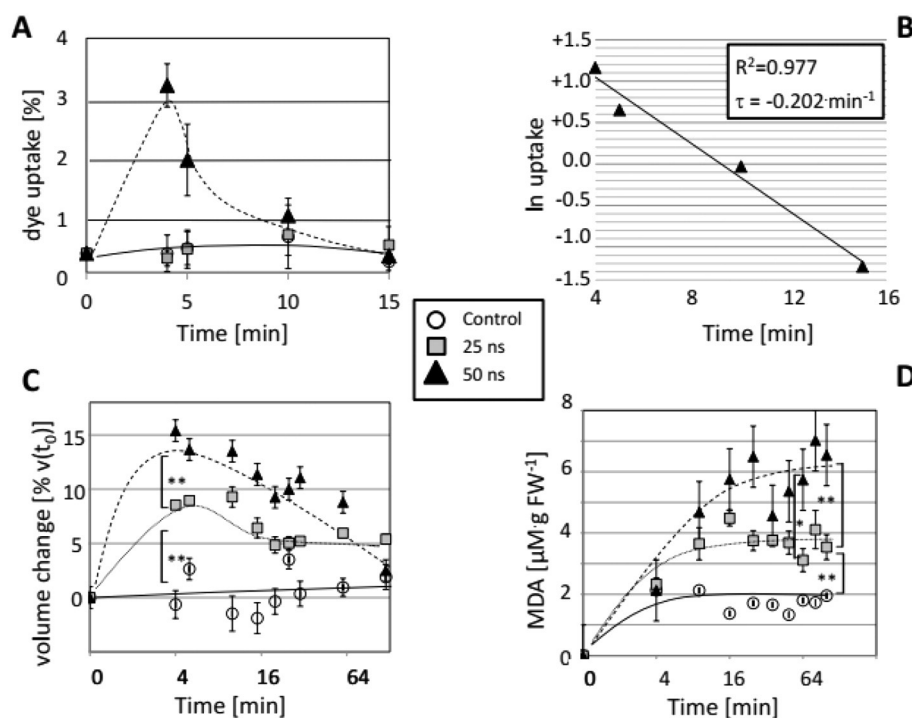 A
dye uptake [%]
4
3
2
1
0
0
5
10
15
Time [min]
B
ln uptake
+1.5
+1.0
+0.5
0.0
-0.5
-1.0
-1.5
R²=0.977
τ = -0.202·min⁻¹
4
8
12
16
Time [min]
Control
25 ns
50 ns
C
volume change [% v(t₀)]
15
10
5
0
**
**
0
4
16
64
Time [min]
D
MDA [µM·g FW⁻¹]
8
6
4
2
0
*
**
**
0
4
16
64
Time [min]